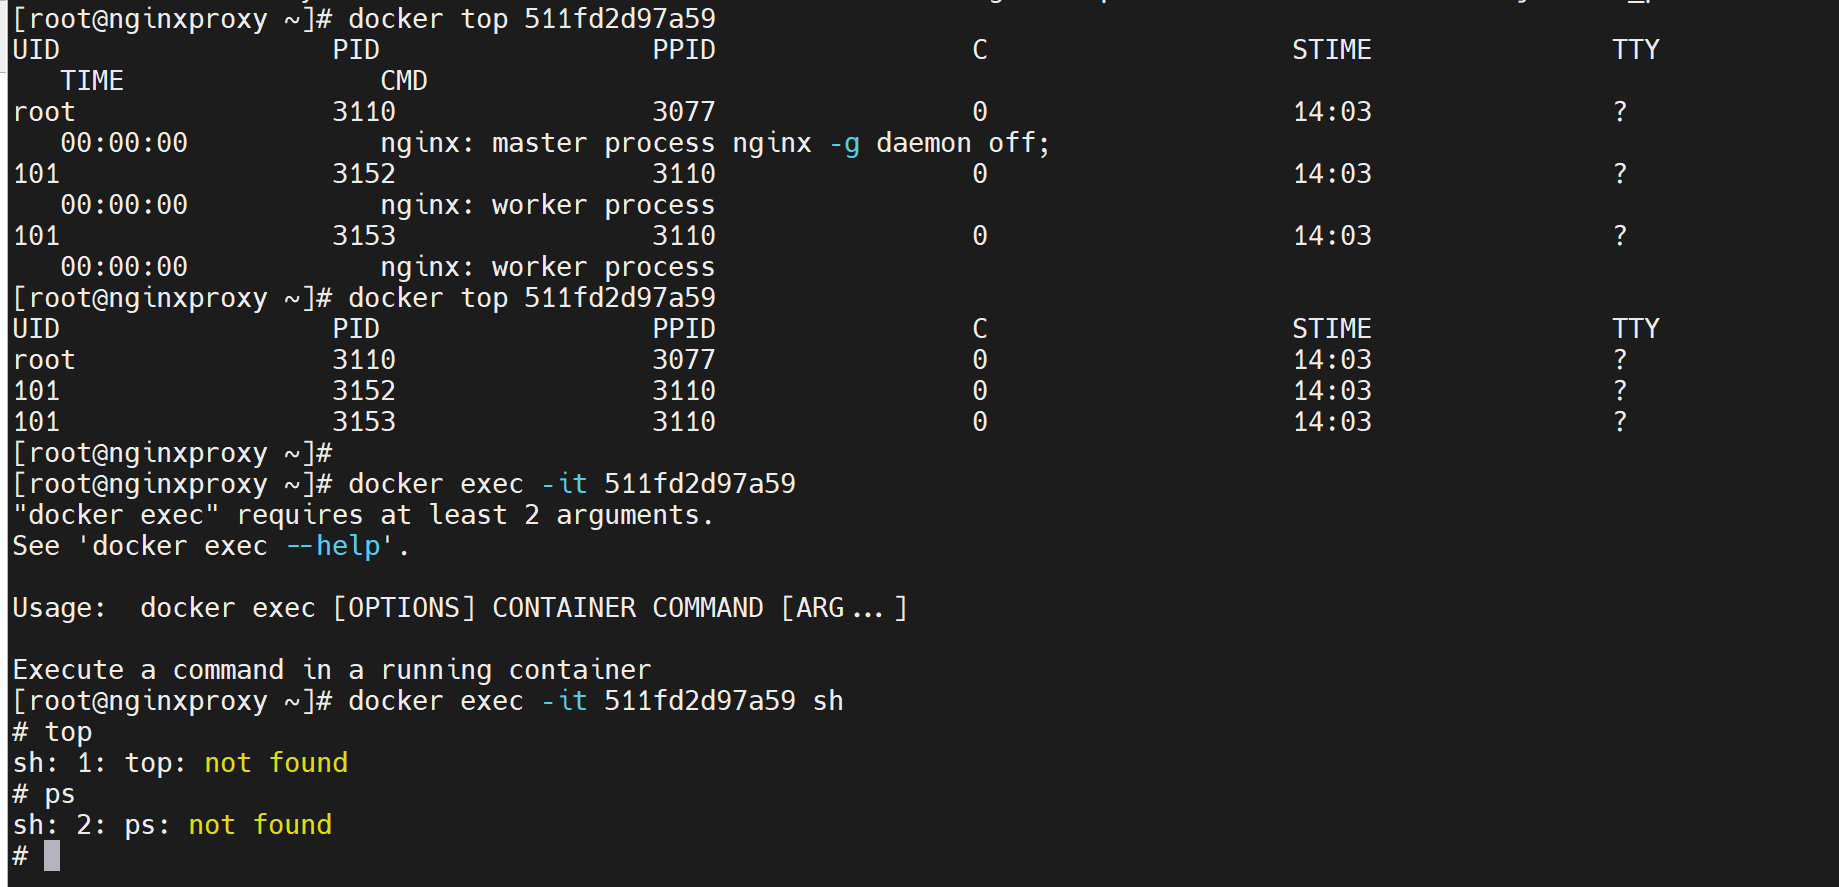 [root@nginxproxy ~]# docker top 511fd2d97a59
UID PID PPID C STIME TTY
TIME CMD
root 3110 3077 0 14:03 ?
00:00:00 nginx: master process nginx -g daemon off;
101 3152 3110 0 14:03 ?
00:00:00 nginx: worker process
101 3153 3110 0 14:03 ?
00:00:00 nginx: worker process
[root@nginxproxy ~]# docker top 511fd2d97a59
UID PID PPID C STIME TTY
root 3110 3077 0 14:03 ?
101 3152 3110 0 14:03 ?
101 3153 3110 0 14:03 ?
[root@nginxproxy ~]#
[root@nginxproxy ~]# docker exec -it 511fd2d97a59
"docker exec" requires at least 2 arguments.
See 'docker exec --help'.
Usage:  docker exec [OPTIONS] CONTAINER COMMAND [ARG...]
Execute a command in a running container
[root@nginxproxy ~]# docker exec -it 511fd2d97a59 sh
# top
sh: 1: top: not found
# ps
sh: 2: ps: not found
#